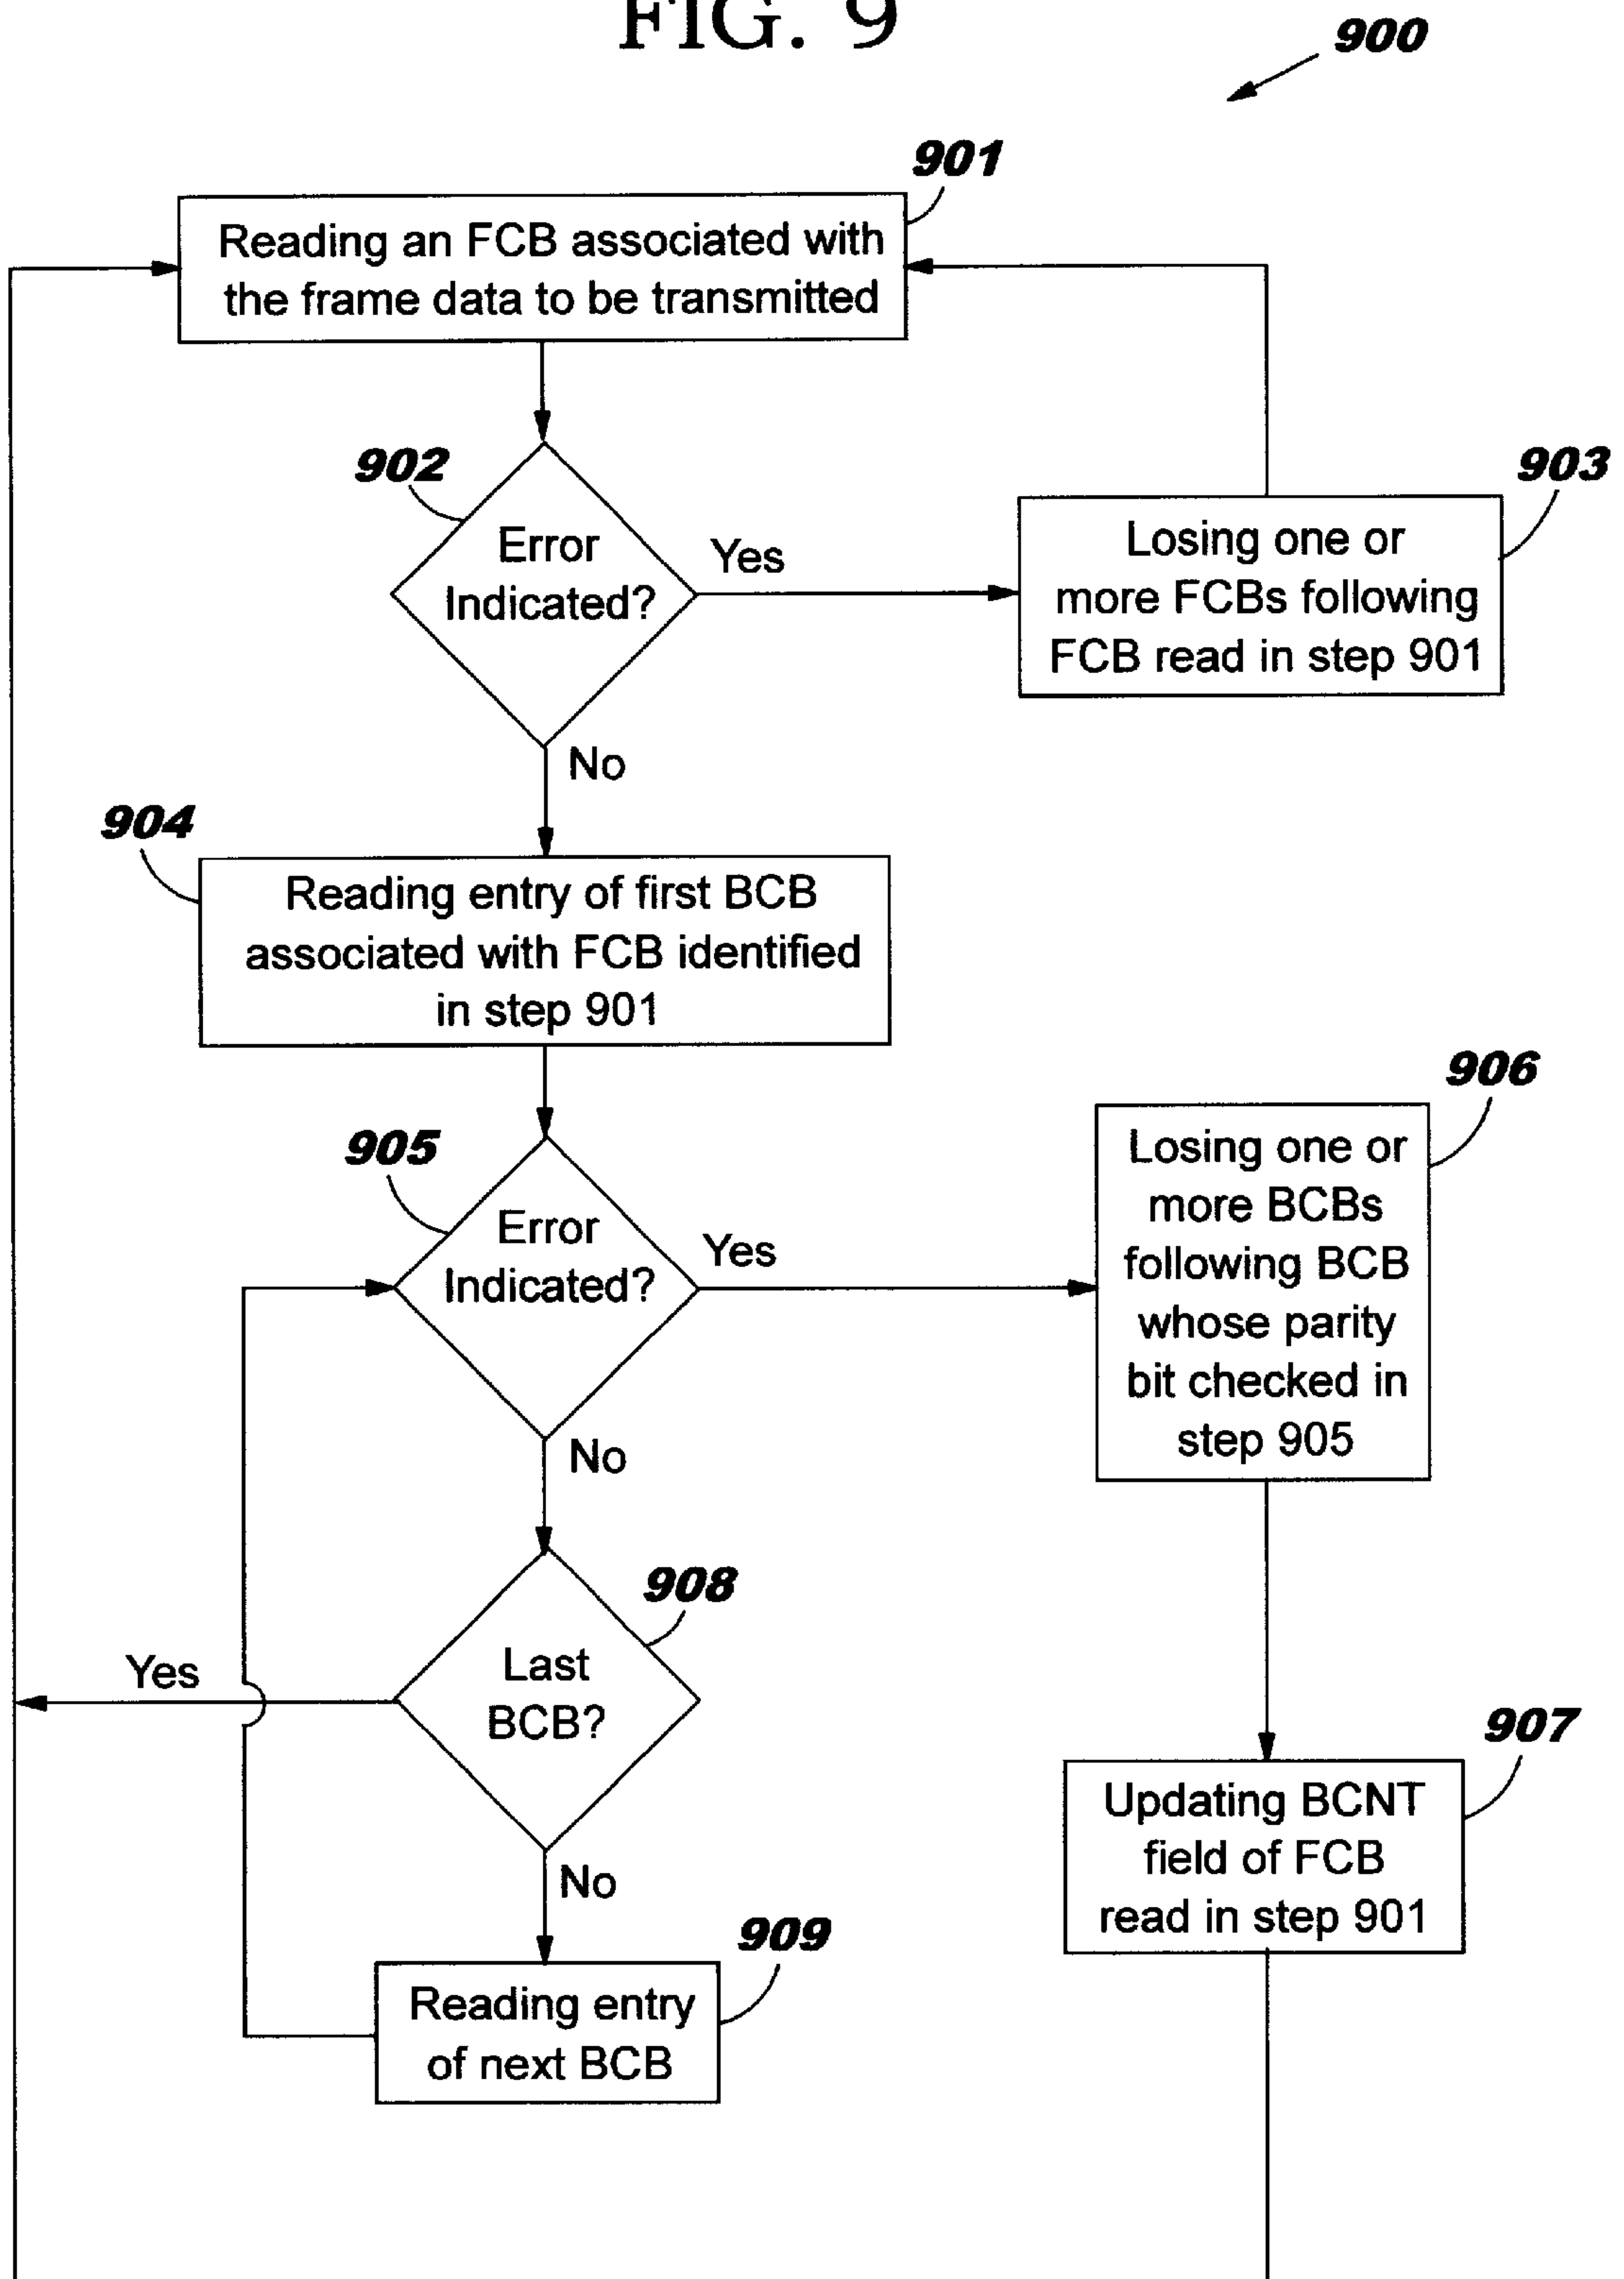 FIG. 9
900
901
Reading an FCB associated with
the frame data to be transmitted
902
Error
Indicated?
Yes
903
Losing one or
more FCBs following
FCB read in step 901
No
904
Reading entry of first BCB
associated with FCB identified
in step 901
905
Error
Indicated?
Yes
906
Losing one or
more BCBs
following BCB
whose parity
bit checked in
step 905
No
908
Last
BCB?
Yes
907
Updating BCNT
field of FCB
read in step 901
No
909
Reading entry
of next BCB